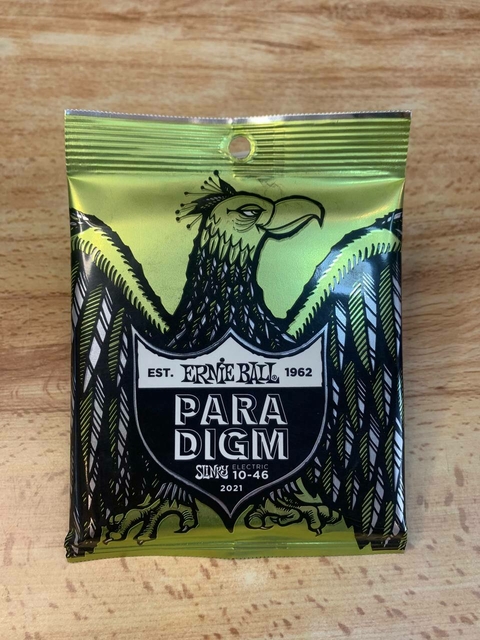 EST. ERNIE BALL 1962
PARA
DIGM
SLINKY ELECTRIC 10-46
2021